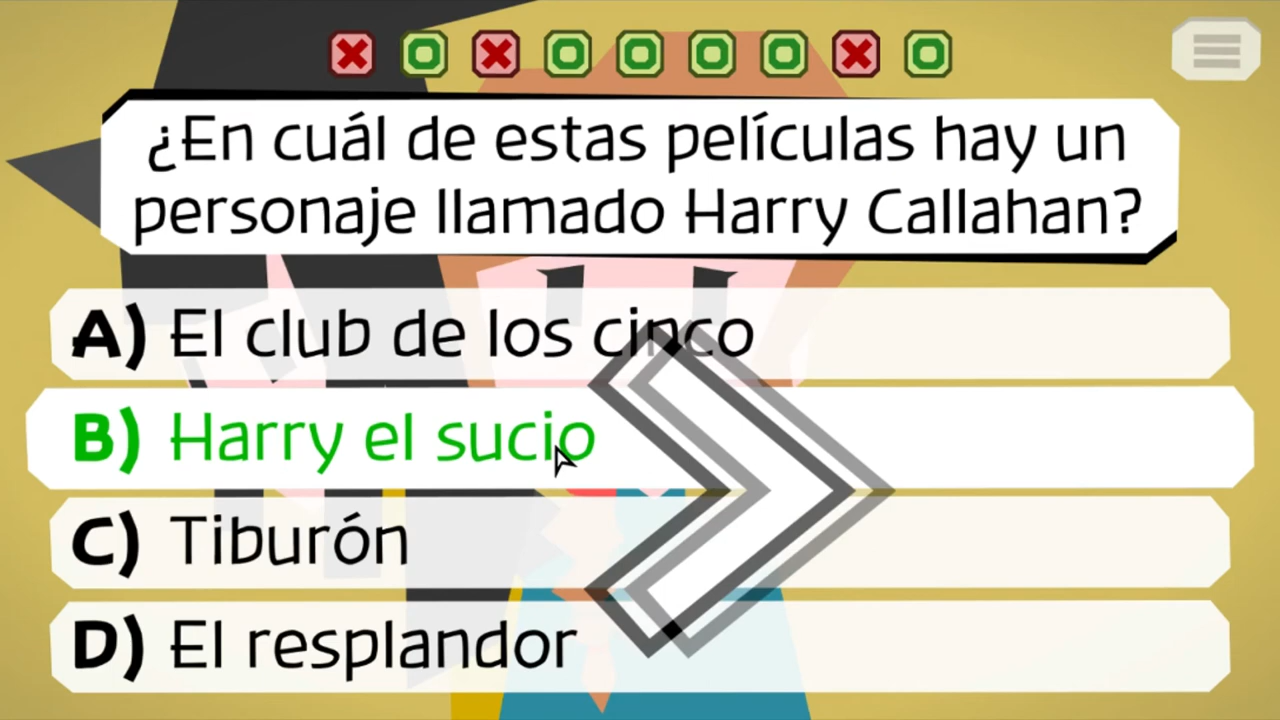 ¿En cuál de estas películas hay un
personaje llamado Harry Callahan?
A) El club de los cinco
B) Harry el sucio
C) Tiburón
D) El resplandor